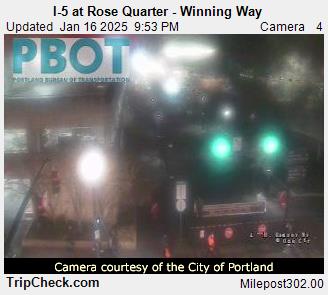 I-5 at Rose Quarter - Winning Way
Updated Jan 16 2025 9:53 PM Camera 4
PBOT
PORTLAND BUREAU OF TRANSPORTATION
Camera courtesy of the City of Portland
TripCheck.com Milepost302.00